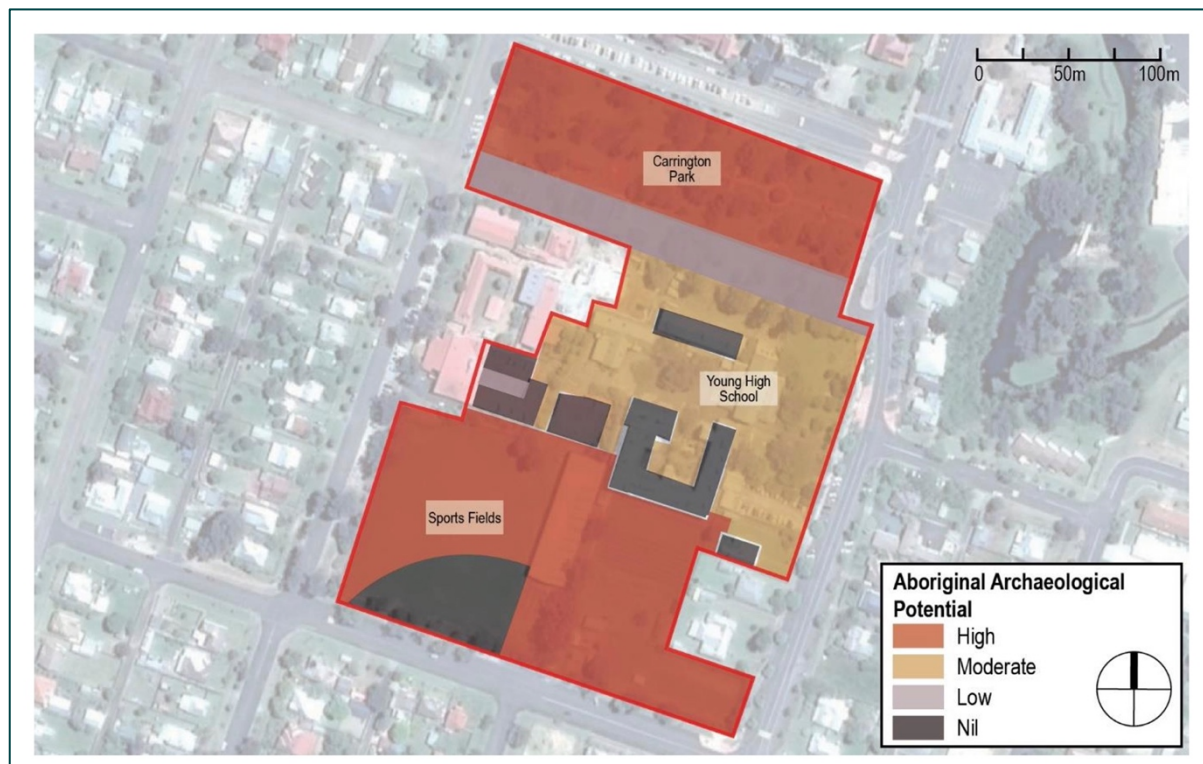 0 50m 100m
Carrington
Park
Young High
School
Sports Fields
Aboriginal Archaeological
Potential
High
Moderate
Low
Nil